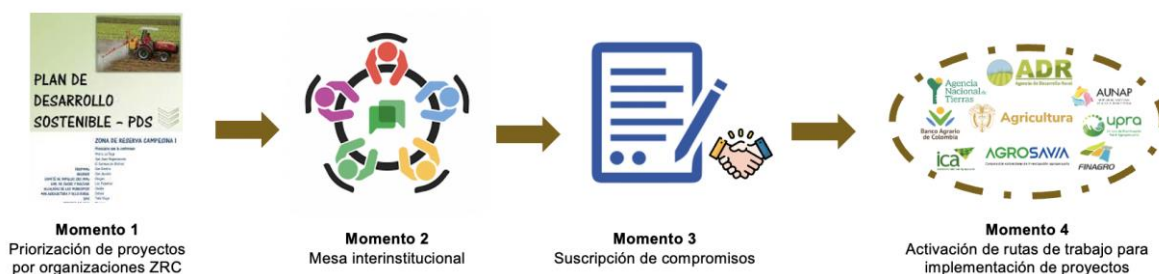 PLAN DE
DESARROLLO
SOSTENIBLE – PDS
ZONA DE RESERVA CAMPESINA I
Momento 1
Priorización de proyectos
por organizaciones ZRC
Momento 2
Mesa interinstitucional
Momento 3
Suscripción de compromisos
Agencia
Nacional de
Tierras
ADR
Agencia de Desarrollo Rural
AUNAP
Banco Agrario
de Colombia
Agricultura
upra
ica
AGROSAVIA
FINAGRO
Momento 4
Activación de rutas de trabajo para
implementación de proyectos